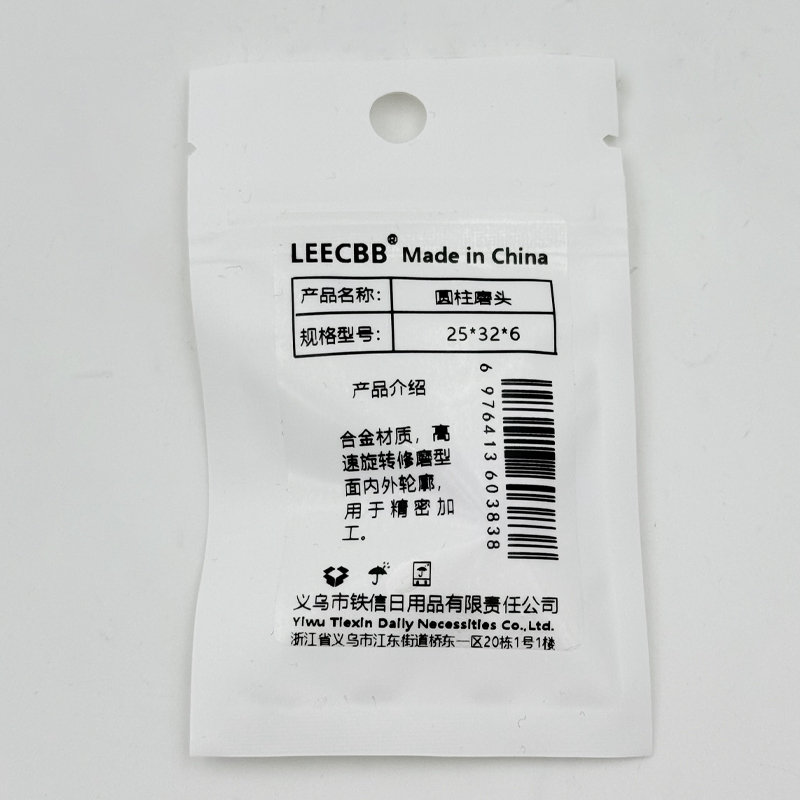 LEECBB® Made in China
产品名称： 圆柱磨头
规格型号： 25*32*6
产品介绍
合金材质，高
速旋转修磨型
面内外轮廓，
用于精密加
工。
6 976413 603838
义乌市铁信日用品有限责任公司
Yiwu Tiexin Daily Necessities Co.,Ltd.
浙江省义乌市江东街道桥东一区20栋1号1楼